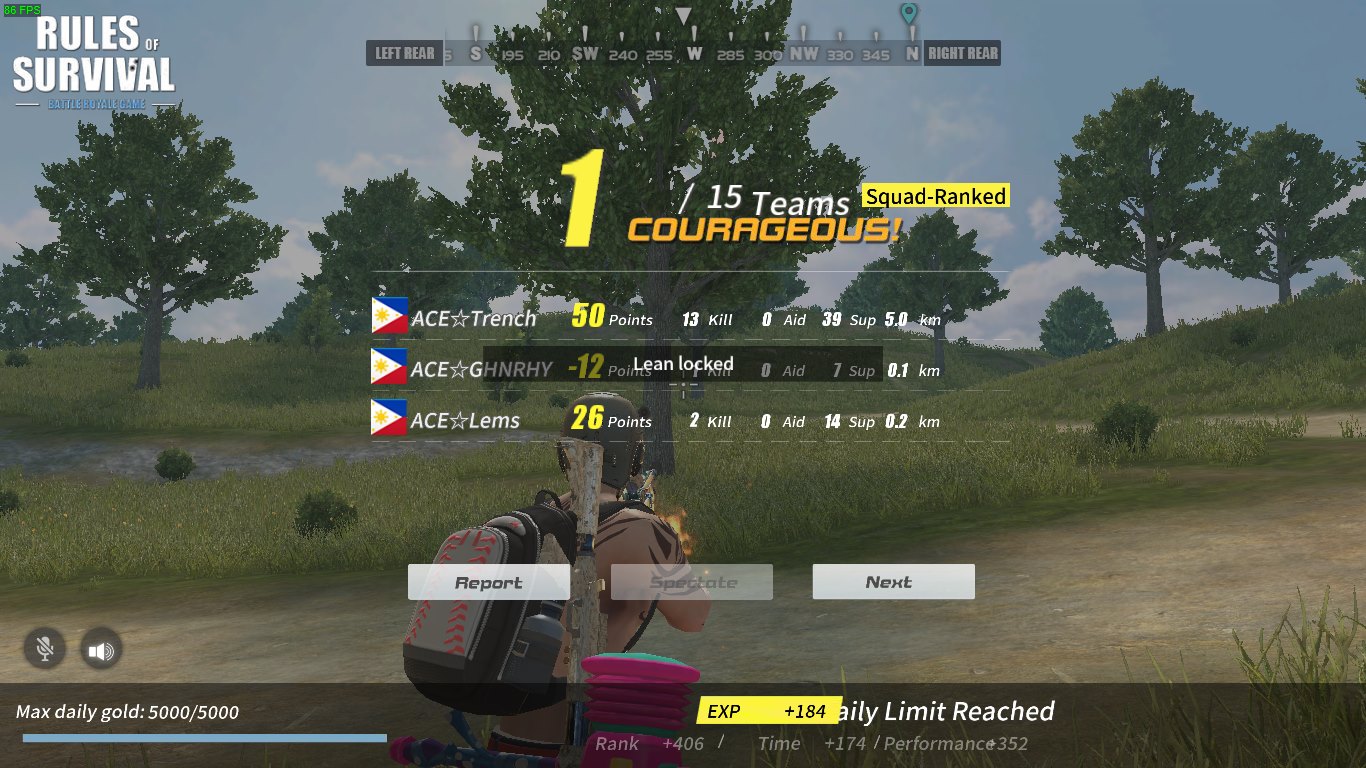 86 FPS
RULES OF
SURVIVAL
BATTLE ROYALE GAME
LEFT REAR S 195 210 SW 240 255 W 285 300 NW 330 345 N RIGHT REAR
1 / 15 Teams Squad-Ranked
COURAGEOUS!
ACE☆Trench 50 Points 13 Kill 0 Aid 39 Sup 5.0 km
ACE☆GHNRHY -12 Points 1 Kill 0 Aid 7 Sup 0.1 km
Lean locked
ACE☆Lems 26 Points 2 Kill 0 Aid 14 Sup 0.2 km
Report Spectate Next
Max daily gold: 5000/5000
EXP +184 aily Limit Reached
Rank +406 / Time +174 / Performance +352